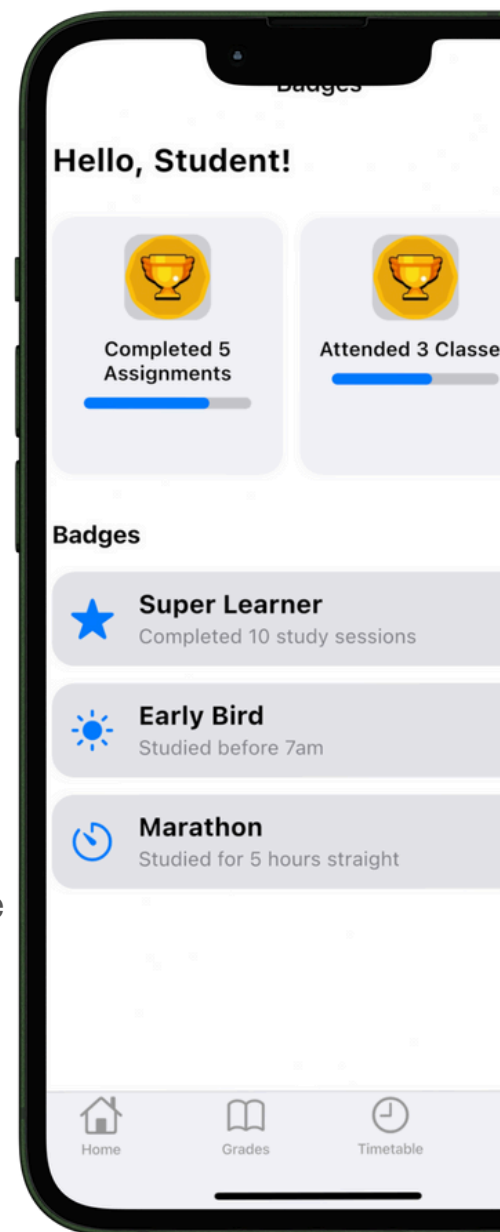 Badges
Hello, Student!
Completed 5
Assignments
Attended 3 Classe
Badges
Super Learner
Completed 10 study sessions
Early Bird
Studied before 7am
Marathon
Studied for 5 hours straight
e
Home
Grades
Timetable